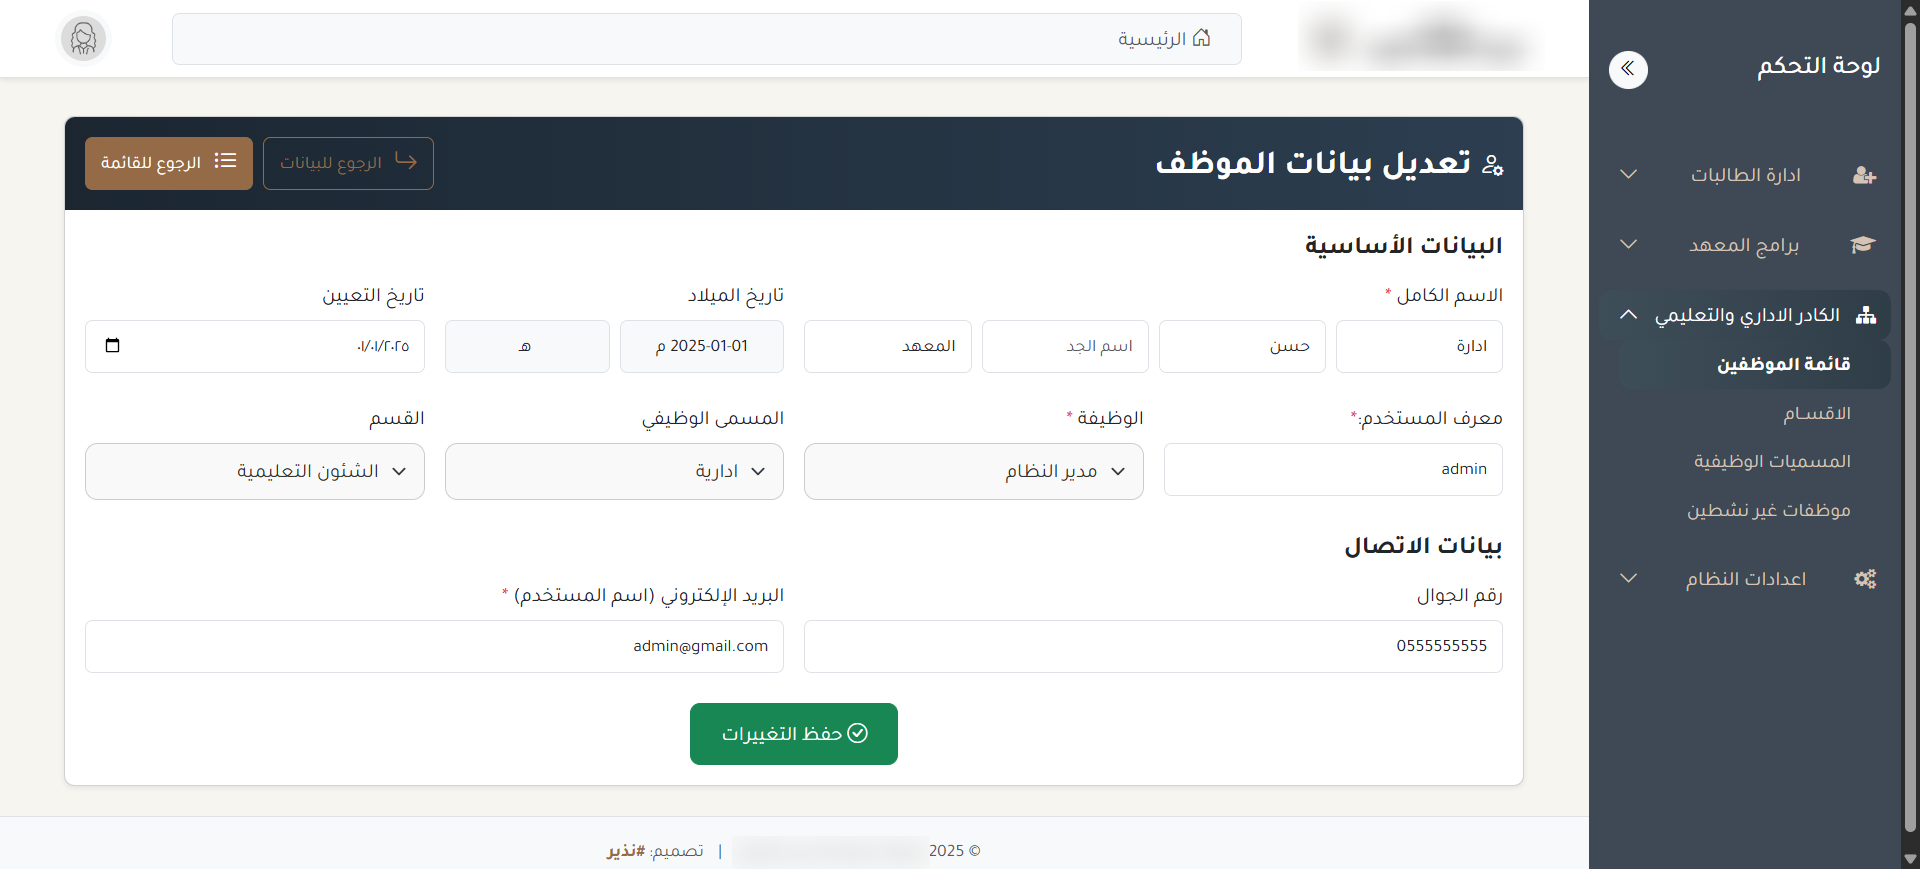 لوحة التحكم
ادارة الطالبات
برامج المعهد
الكادر الاداري والتعليمي
قائمة الموظفين
الاقسام
المسميات الوظيفية
موظفات غير نشطين
اعدادات النظام
الرئيسية
تعديل بيانات الموظف
الرجوع للبيانات
الرجوع للقائمة
البيانات الأساسية
الاسم الكامل * تاريخ الميلاد تاريخ التعيين
ادارة حسن اسم الجد المعهد 2025-01-01 م هـ ٠١/٠١/٢٠٢٥
معرف المستخدم:* الوظيفة * المسمى الوظيفي القسم
admin مدير النظام ادارية الشئون التعليمية
بيانات الاتصال
رقم الجوال البريد الإلكتروني (اسم المستخدم) *
0555555555 admin@gmail.com
حفظ التغييرات
© 2025 | تصميم: #نذير